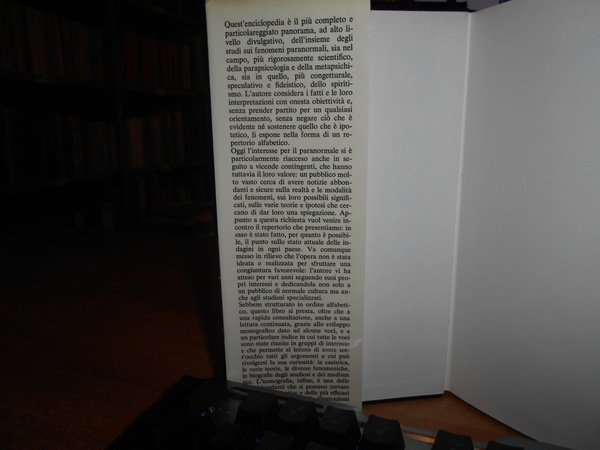 Quest'enciclopedia è il più completo e
particolareggiato panorama, ad alto li-
vello divulgativo, dell'insieme degli
studi sui fenomeni paranormali, sia nel
campo, più rigorosamente scientifico,
della parapsicologia e della metapsichi-
ca, sia in quello, più congetturale,
speculativo e fideistico, dello spiriti-
smo. L'autore considera i fatti e le loro
interpretazioni con onesta obiettività e,
senza prender partito per un qualsiasi
orientamento, senza negare ciò che è
evidente né sostenere quello che è ipo-
tetico, li espone nella forma di un re-
pertorio alfabetico.
Oggi l'interesse per il paranormale si è
particolarmente riacceso anche in se-
guito a vicende contingenti, che hanno
tuttavia il loro valore: un pubblico mol-
to vasto cerca di avere notizie abbon-
danti e sicure sulla realtà e le modalità
dei fenomeni, sui loro possibili signifi-
cati, sulle varie teorie e ipotesi che cer-
cano di dar loro una spiegazione. Ap-
punto a questa richiesta vuol venire in-
contro il repertorio che presentiamo: in
esso è stato fatto, per quanto è possibi-
le, il punto sullo stato attuale delle in-
dagini in ogni paese. Va comunque
messo in rilievo che l'opera non è stata
ideata e realizzata per sfruttare una
congiuntura favorevole: l'autore vi ha
atteso per vari anni seguendo suoi pro-
pri interessi e dedicandola non solo a
un pubblico di normale cultura ma an-
che agli studiosi specializzati.
Sebbene strutturato in ordine alfabeti-
co, questo libro si presta, oltre che a
una rapida consultazione, anche a una
lettura continuata, grazie allo sviluppo
monografico dato ad alcune voci, e a
un particolare indice in cui tutte le voci
sono state riunite in gruppi di interesse
e che permette al lettore di avere sot-
t'occhio tutti gli argomenti a cui può
rivolgersi la sua curiosità: la casistica,
le varie teorie, le diverse fenomeniche,
le biografie degli studiosi e dei medium
ecc. L'iconografia, infine, è una delle
abbondanti che si possano trovare
e della più efficaci
illustrazioni